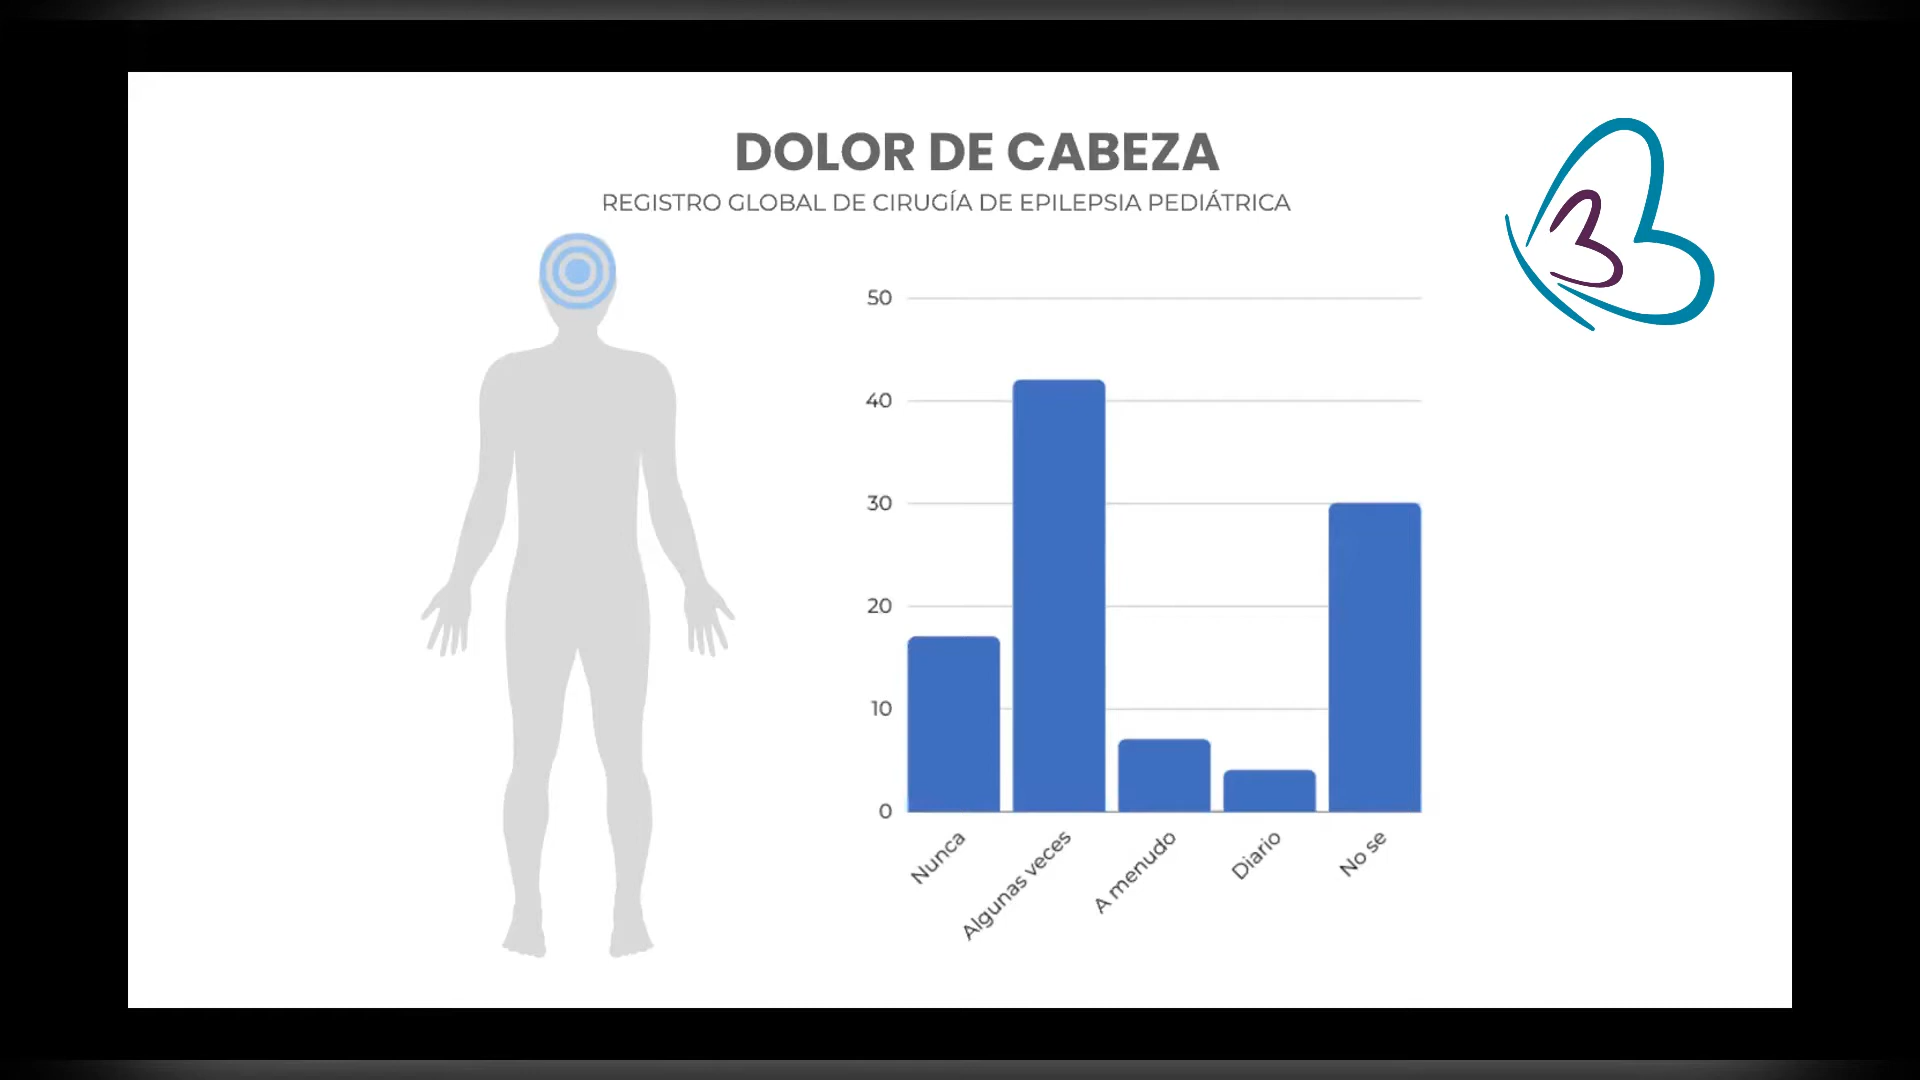 DOLOR DE CABEZA
REGISTRO GLOBAL DE CIRUGÍA DE EPILEPSIA PEDIÁTRICA
50
40
30
20
10
0
Nunca
Algunas veces
A menudo
Diario
No se